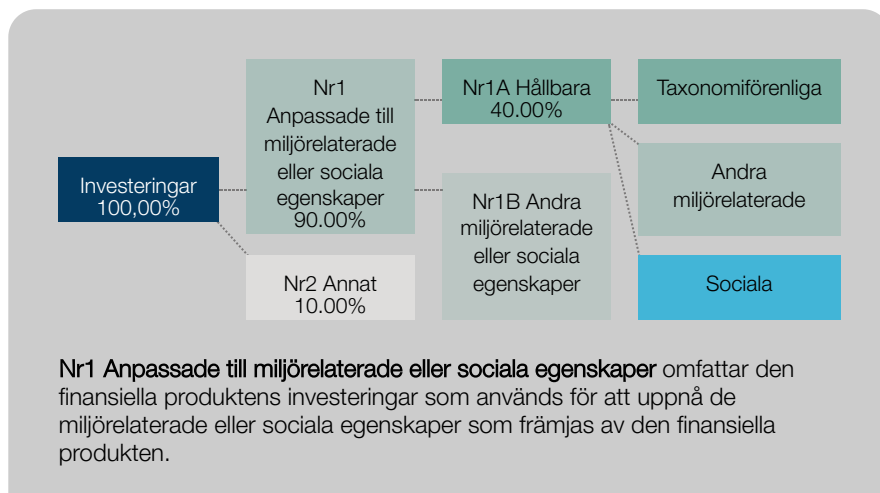 Nr1
Anpassade till
miljörelaterade
eller sociala
egenskaper
90.00%
Nr1A Hållbara
40.00%
Taxonomiförenliga
Investeringar
100,00%
Andra
miljörelaterade
Nr1B Andra
miljörelaterade
eller sociala
egenskaper
Nr2 Annat
10.00%
Sociala
Nr1 Anpassade till miljörelaterade eller sociala egenskaper omfattar den
finansiella produktens investeringar som används för att uppnå de
miljörelaterade eller sociala egenskaper som främjas av den finansiella
produkten.